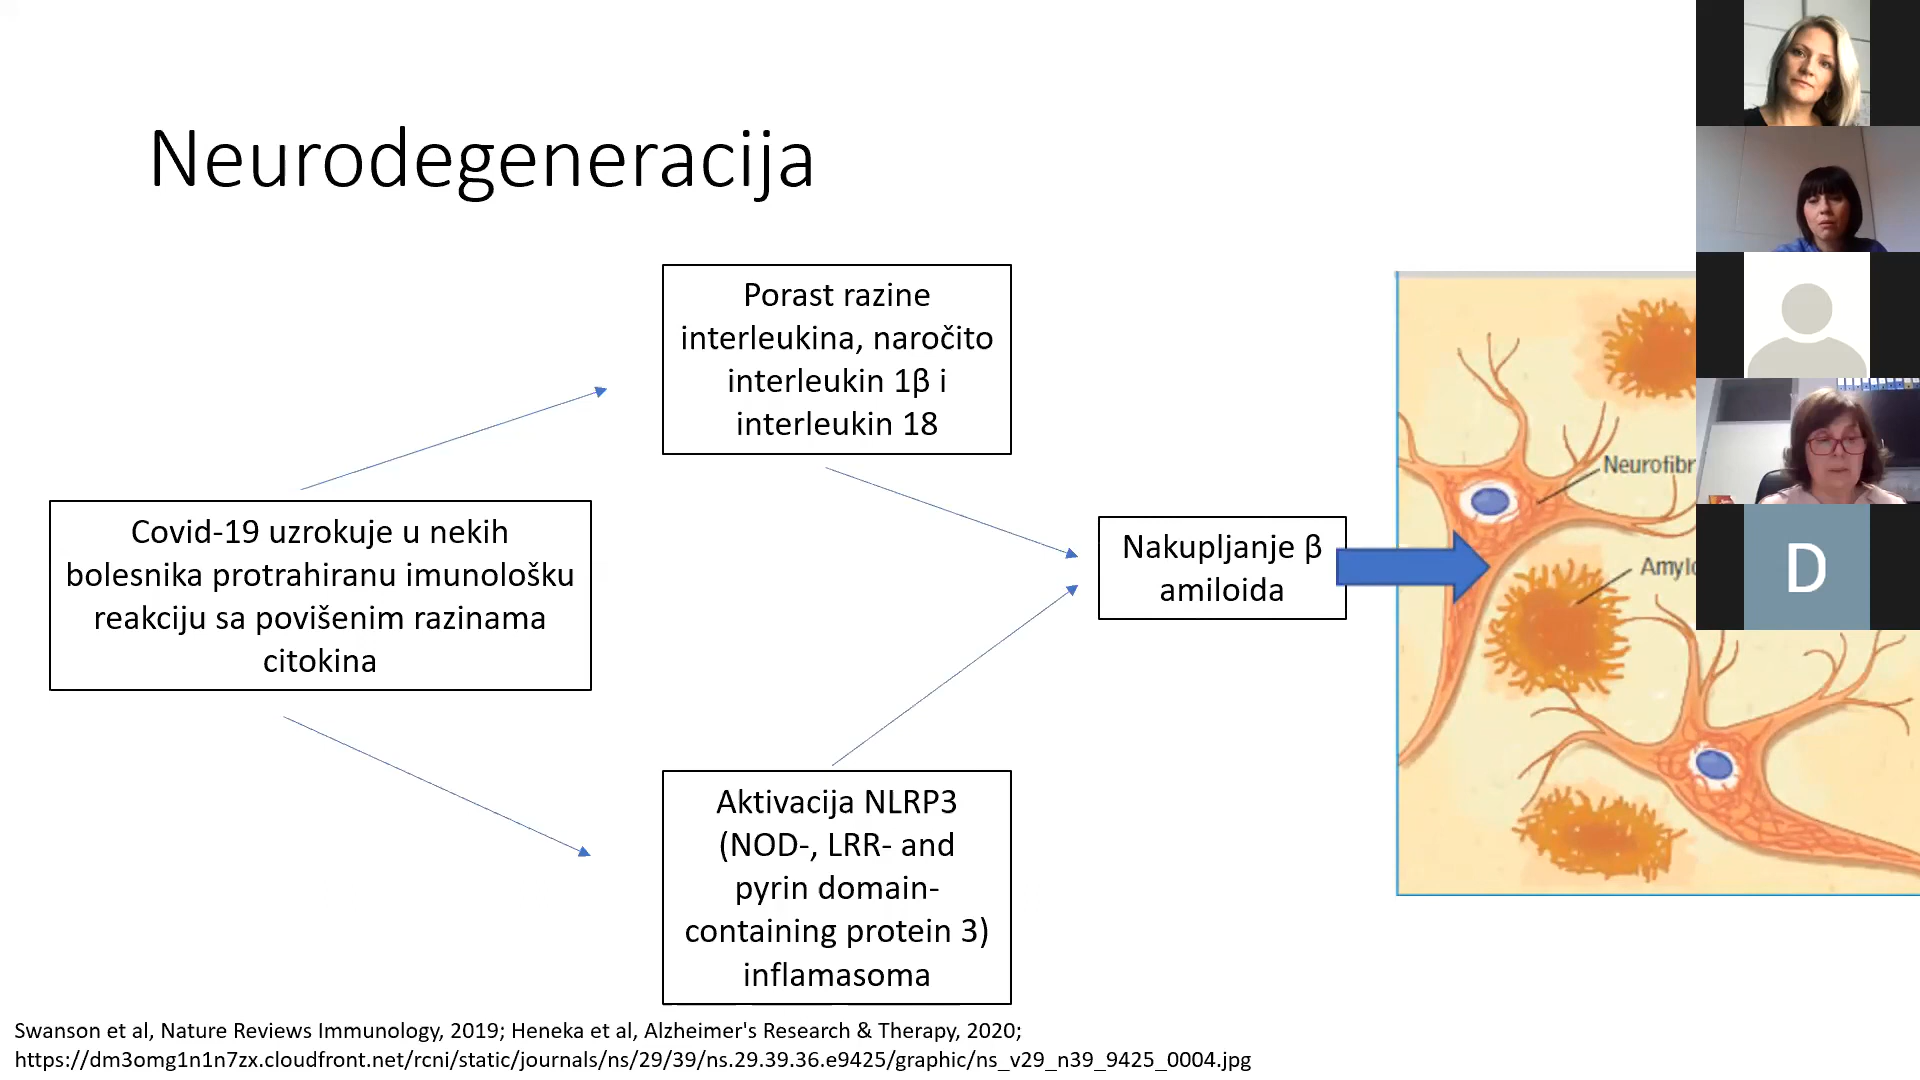 Neurodegeneracija
Porast razine
interleukina, naročito
interleukin 1β i
interleukin 18
Covid-19 uzrokuje u nekih
bolesnika protrahiranu imunološku
reakciju sa povišenim razinama
citokina
Nakupljanje β
amiloida
Aktivacija NLRP3
(NOD-, LRR- and
pyrin domain-
containing protein 3)
inflamasoma
D
Swanson et al, Nature Reviews Immunology, 2019; Heneka et al, Alzheimer's Research & Therapy, 2020;
https://dm3omg1n1n7zx.cloudfront.net/rcni/static/journals/ns/29/39/ns.29.39.36.e9425/graphic/ns_v29_n39_9425_0004.jpg